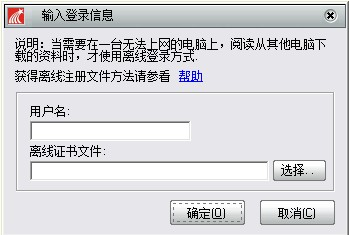 输入登录信息
说明：当需要在一台无法上网的电脑上，阅读从其他电脑下
载的资料时，才使用离线登录方式.
获得离线注册文件方法请参看 帮助
用户名:
离线证书文件:
选择..
确定(O)
取消(C)